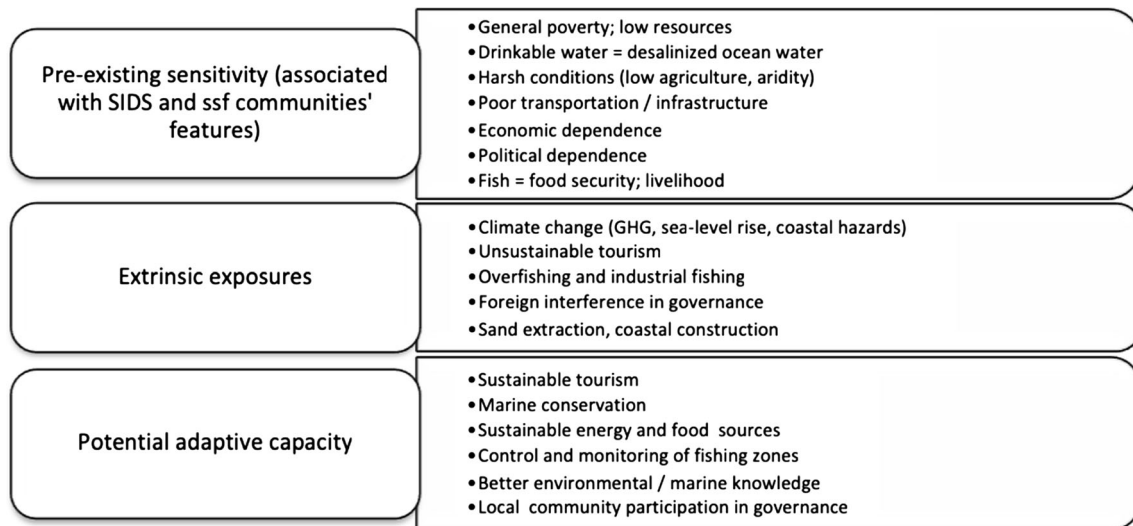 Pre-existing sensitivity (associated
with SIDS and ssf communities'
features)
•General poverty; low resources
•Drinkable water = desalinized ocean water
•Harsh conditions (low agriculture, aridity)
•Poor transportation / infrastructure
•Economic dependence
•Political dependence
•Fish = food security; livelihood
Extrinsic exposures
•Climate change (GHG, sea-level rise, coastal hazards)
•Unsustainable tourism
•Overfishing and industrial fishing
•Foreign interference in governance
•Sand extraction, coastal construction
Potential adaptive capacity
•Sustainable tourism
•Marine conservation
•Sustainable energy and food sources
•Control and monitoring of fishing zones
•Better environmental / marine knowledge
•Local community participation in governance